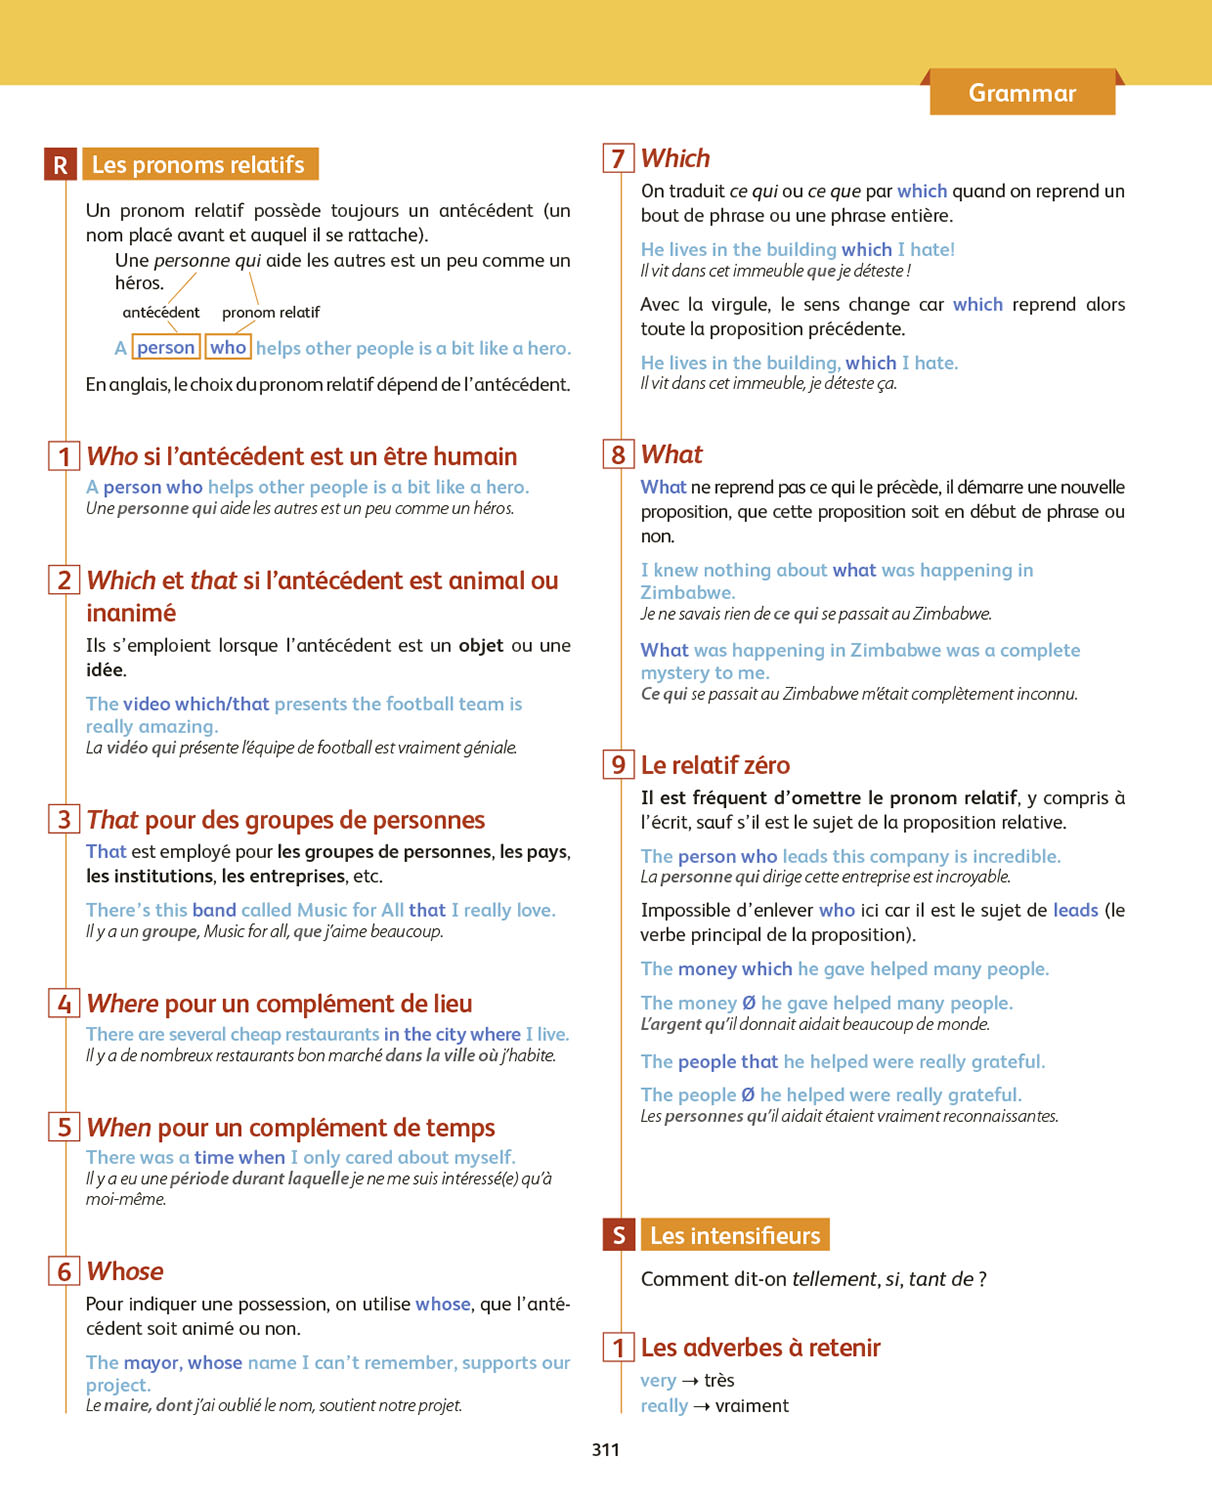 Grammar
R Les pronoms relatifs
Un pronom relatif possède toujours un antécédent (un
nom placé avant et auquel il se rattache).
Une personne qui aide les autres est un peu comme un
héros.
antécédent pronom relatif
A person who helps other people is a bit like a hero.
En anglais, le choix du pronom relatif dépend de l’antécédent.
1 Who si l’antécédent est un être humain
A person who helps other people is a bit like a hero.
Une personne qui aide les autres est un peu comme un héros.
2 Which et that si l’antécédent est animal ou
inanimé
Ils s’emploient lorsque l’antécédent est un objet ou une
idée.
The video which/that presents the football team is
really amazing.
La vidéo qui présente l’équipe de football est vraiment géniale.
3 That pour des groupes de personnes
That est employé pour les groupes de personnes, les pays,
les institutions, les entreprises, etc.
There’s this band called Music for All that I really love.
Il y a un groupe, Music for all, que j’aime beaucoup.
4 Where pour un complément de lieu
There are several cheap restaurants in the city where I live.
Il y a de nombreux restaurants bon marché dans la ville où j’habite.
5 When pour un complément de temps
There was a time when I only cared about myself.
Il y a eu une période durant laquelle je ne me suis intéressé(e) qu’à
moi-même.
6 Whose
Pour indiquer une possession, on utilise whose, que l’anté-
cédent soit animé ou non.
The mayor, whose name I can’t remember, supports our
project.
Le maire, dont j’ai oublié le nom, soutient notre projet.
7 Which
On traduit ce qui ou ce que par which quand on reprend un
bout de phrase ou une phrase entière.
He lives in the building which I hate!
Il vit dans cet immeuble que je déteste !
Avec la virgule, le sens change car which reprend alors
toute la proposition précédente.
He lives in the building, which I hate.
Il vit dans cet immeuble, je déteste ça.
8 What
What ne reprend pas ce qui le précède, il démarre une nouvelle
proposition, que cette proposition soit en début de phrase ou
non.
I knew nothing about what was happening in
Zimbabwe.
Je ne savais rien de ce qui se passait au Zimbabwe.
What was happening in Zimbabwe was a complete
mystery to me.
Ce qui se passait au Zimbabwe m’était complètement inconnu.
9 Le relatif zéro
Il est fréquent d’omettre le pronom relatif, y compris à
l’écrit, sauf s’il est le sujet de la proposition relative.
The person who leads this company is incredible.
La personne qui dirige cette entreprise est incroyable.
Impossible d’enlever who ici car il est le sujet de leads (le
verbe principal de la proposition).
The money which he gave helped many people.
The money Ø he gave helped many people.
L’argent qu’il donnait aidait beaucoup de monde.
The people that he helped were really grateful.
The people Ø he helped were really grateful.
Les personnes qu’il aidait étaient vraiment reconnaissantes.
S Les intensifieurs
Comment dit-on tellement, si, tant de ?
1 Les adverbes à retenir
very → très
really → vraiment
311